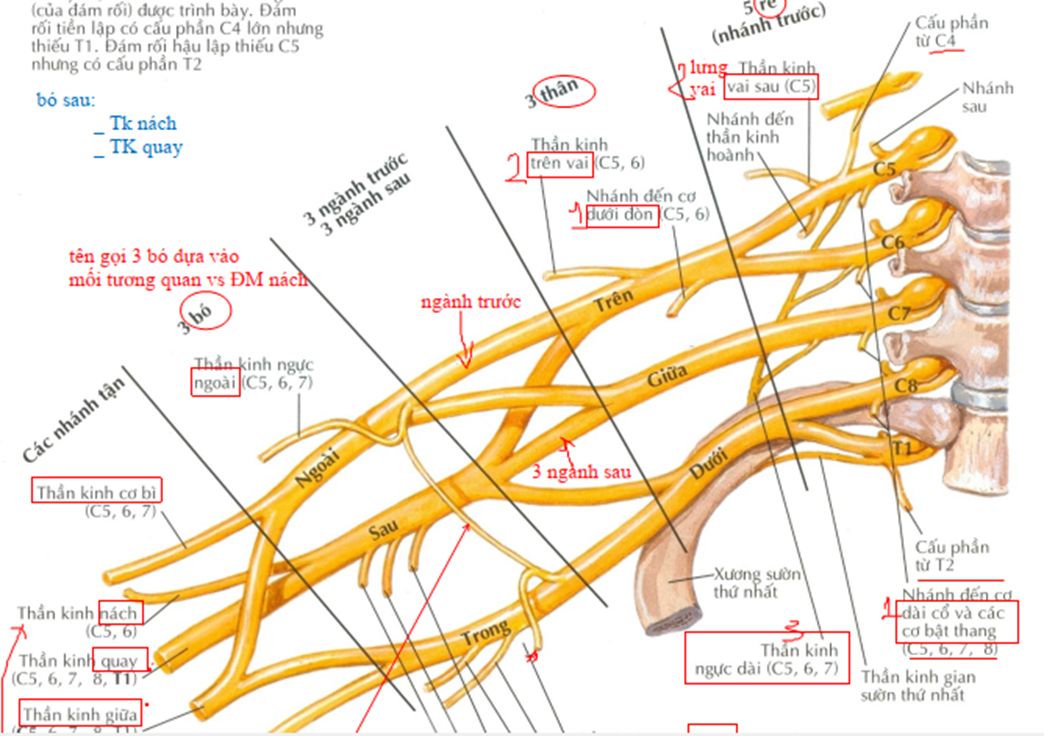 (của đám rối) được trình bày. Đám
rối tiền lập có cấu phần C4 lớn nhưng
thiếu T1. Đám rối hậu lập thiếu C5
nhưng có cấu phần T2
bó sau:
_ Tk nách
_ TK quay
5 rễ
(nhánh trước)
Cấu phần
từ C4
lưng
vai
Thần kinh
vai sau (C5)
Nhánh
sau
3 thân
Nhánh đến
thần kinh
hoành
Thần kinh
2 trên vai (C5, 6)
3 ngành trước
3 ngành sau
Nhánh đến cơ
1 dưới đòn (C5, 6)
C5
C6
C7
C8
T1
tên gọi 3 bó dựa vào
mối tương quan vs ĐM nách
3 bó
ngành trước
Trên
Giữa
Dưới
Thần kinh ngực
ngoài (C5, 6, 7)
Các nhánh tận
3 ngành sau
Ngoài
Sau
Trong
Thần kinh cơ bì
(C5, 6, 7)
Cấu phần
từ T2
Xương sườn
thứ nhất
Thần kinh nách
(C5, 6)
Nhánh đến cơ
1 dài cổ và các
cơ bật thang
(C5, 6, 7, 8)
3
Thần kinh
ngực dài (C5, 6, 7)
Thần kinh quay
(C5, 6, 7, 8, T1)
Thần kinh gian
sườn thứ nhất
Thần kinh giữa